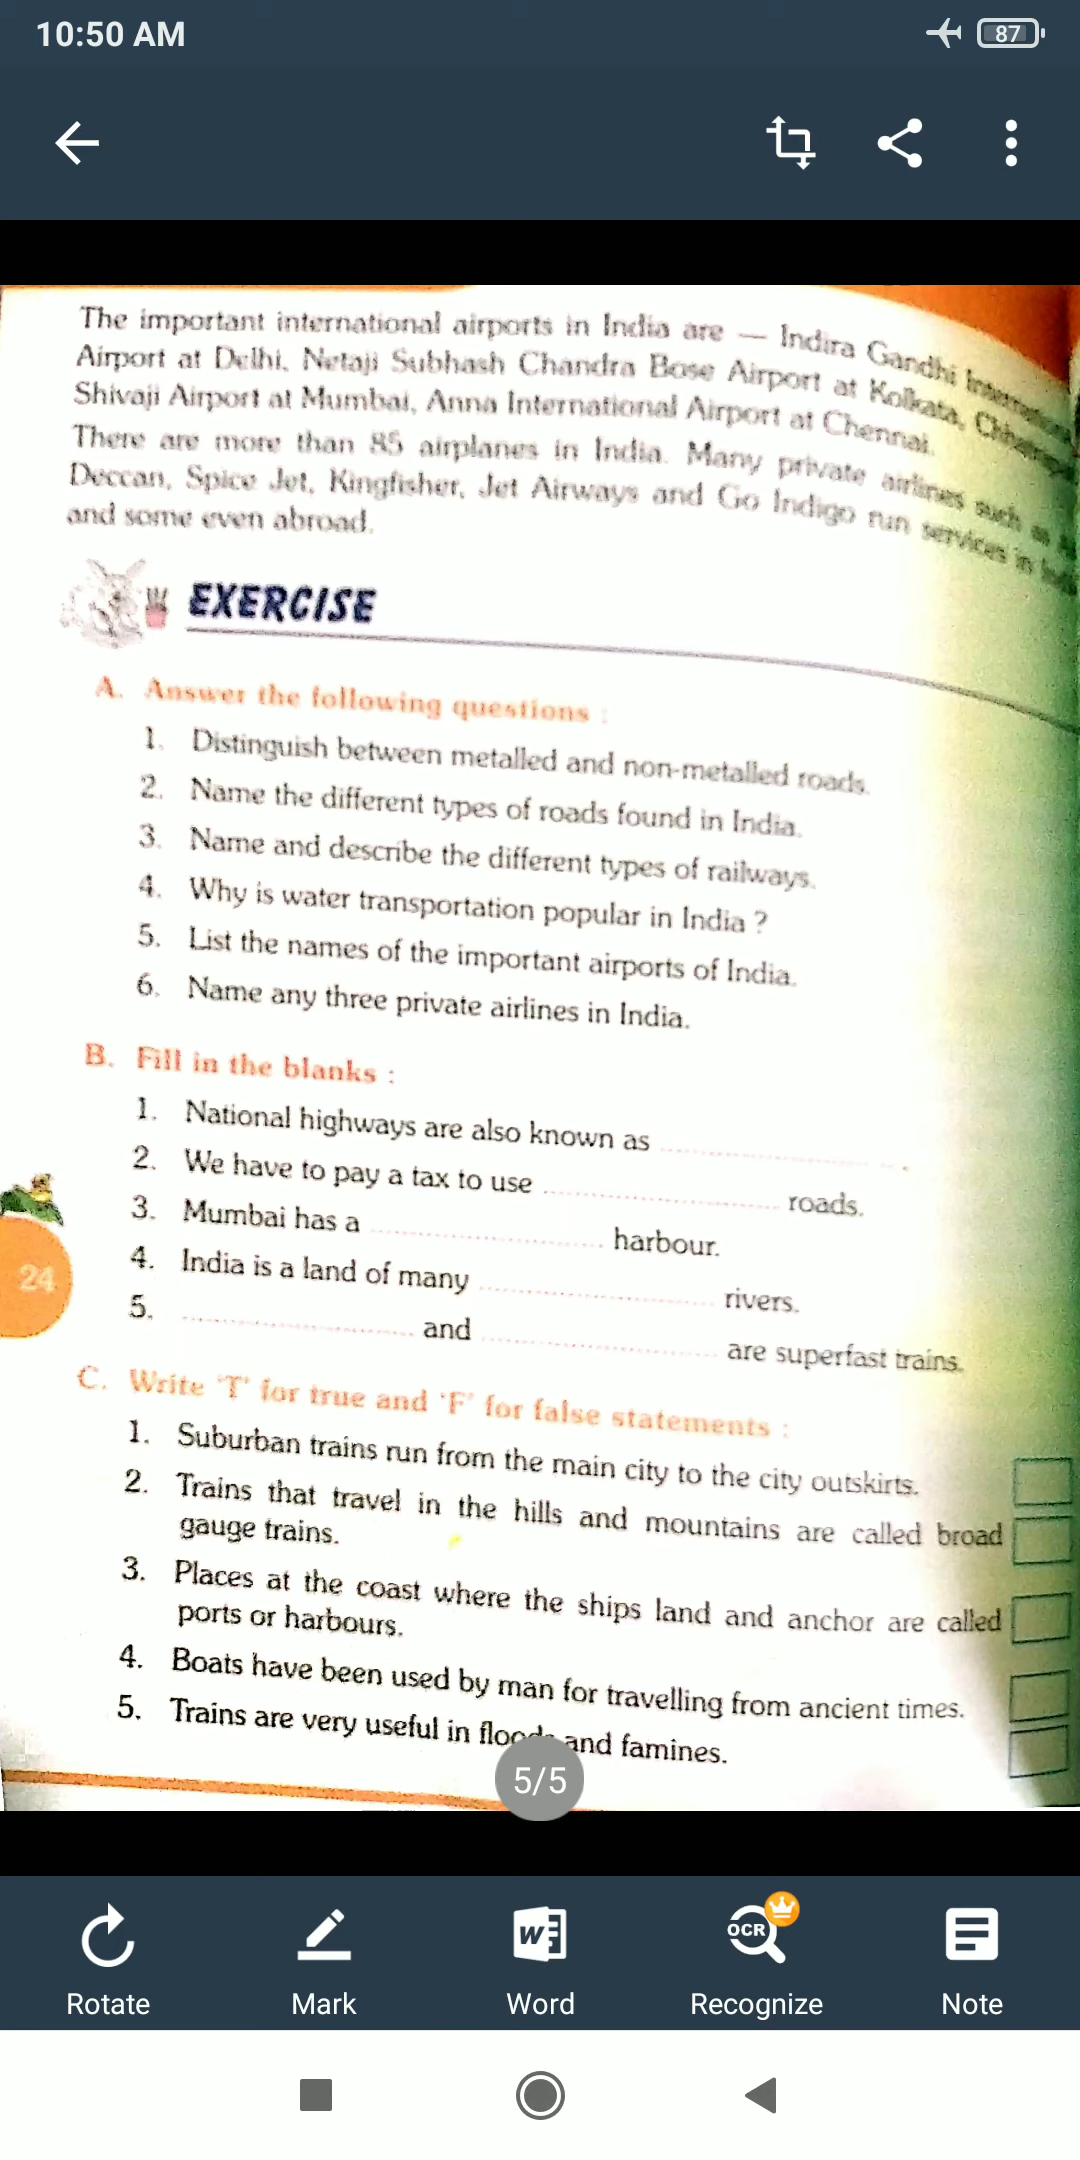 10:50 AM
87
The important international airports in India are — Indira Gandhi
Airport at Delhi, Netaji Subhash Chandra Bose Airport at Kolkata,
Shivaji Airport at Mumbai, Anna International Airport at Chennai.
There are more than 85 airplanes in India. Many private airlines such as
Deccan, Spice Jet, Kingfisher, Jet Airways and Go Indigo run services in
and some even abroad.
EXERCISE
A. Answer the following questions :
1. Distinguish between metalled and non-metalled roads.
2. Name the different types of roads found in India.
3. Name and describe the different types of railways.
4. Why is water transportation popular in India ?
5. List the names of the important airports of India.
6. Name any three private airlines in India.
B. Fill in the blanks :
1. National highways are also known as .................... .
2. We have to pay a tax to use .................... roads.
3. Mumbai has a .................... harbour.
4. India is a land of many .................... rivers.
24
5. .................... and .................... are superfast trains.
C. Write 'T' for true and 'F' for false statements :
1. Suburban trains run from the main city to the city outskirts.
2. Trains that travel in the hills and mountains are called broad
gauge trains.
3. Places at the coast where the ships land and anchor are called
ports or harbours.
4. Boats have been used by man for travelling from ancient times.
5. Trains are very useful in floods and famines.
5/5
OCR
Rotate Mark Word Recognize Note